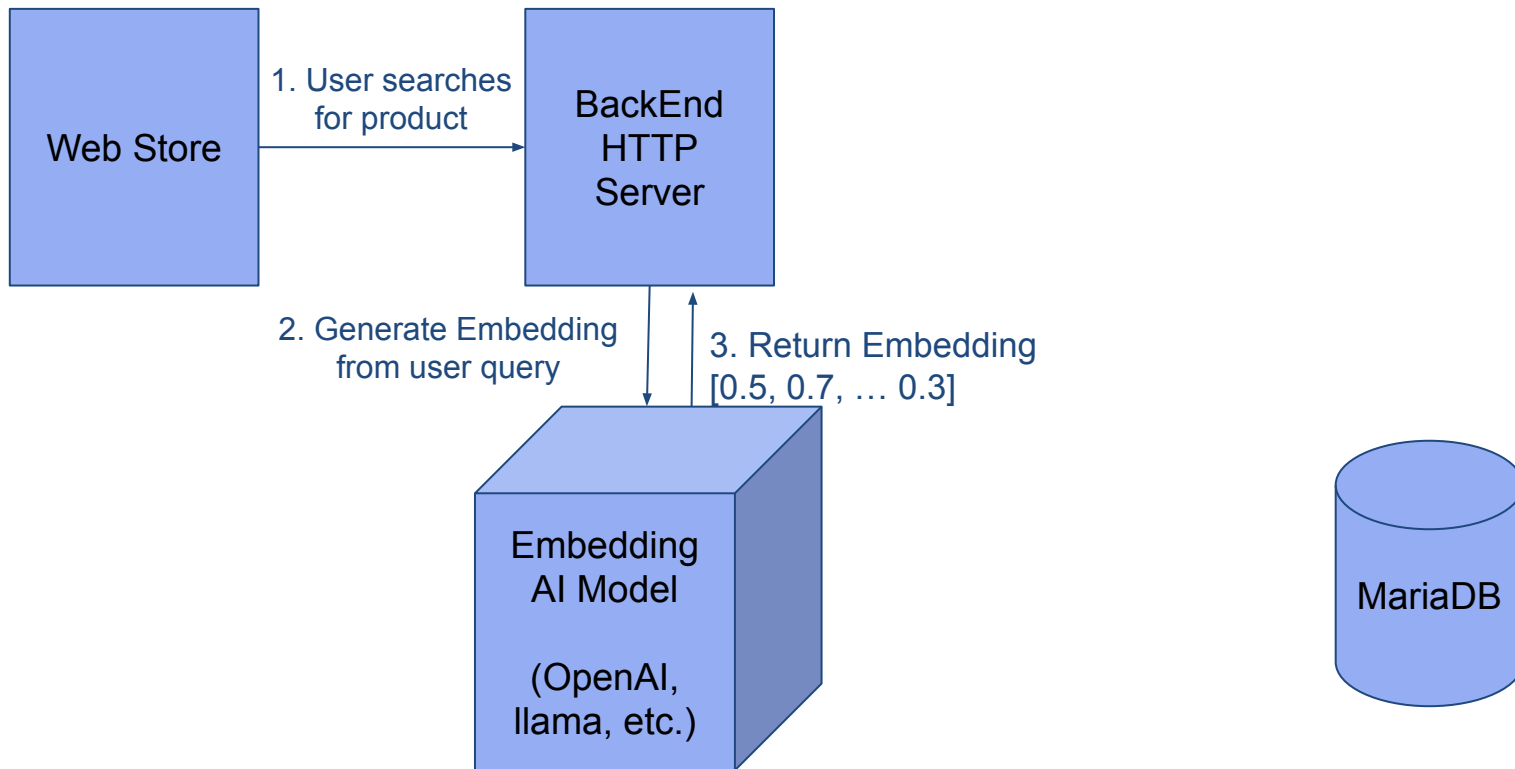 Web Store
1. User searches
for product
BackEnd
HTTP
Server
2. Generate Embedding
from user query
3. Return Embedding
[0.5, 0.7, … 0.3]
Embedding
AI Model
(OpenAI,
llama, etc.)
MariaDB